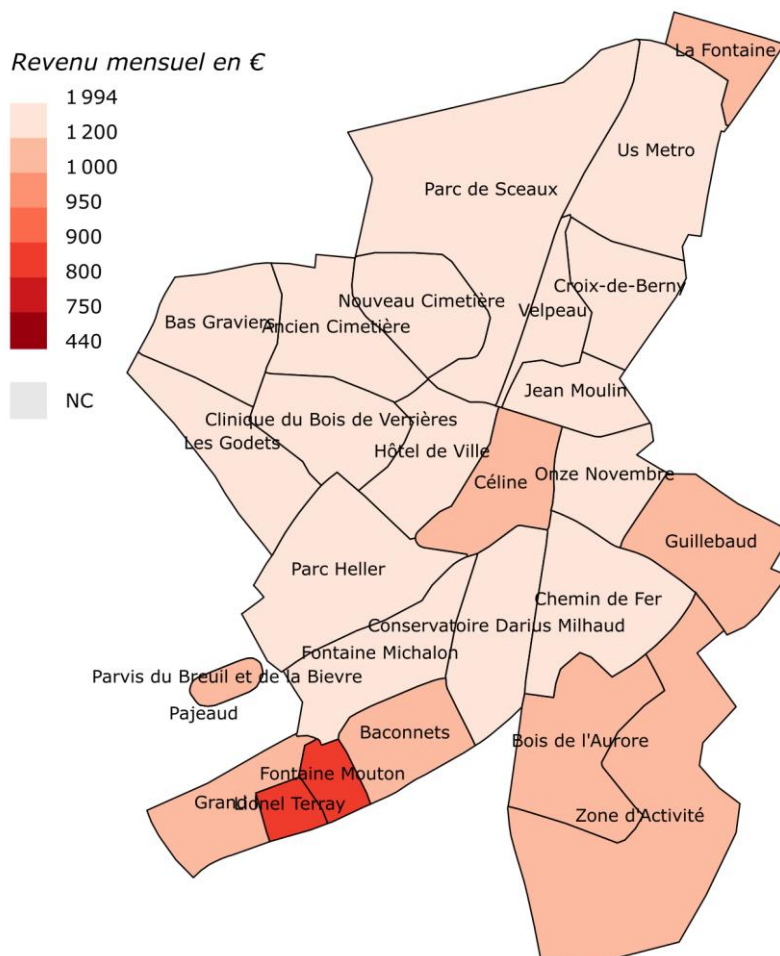 La Fontaine
Revenu mensuel en €
1 994
1 200
1 000
950
900
800
750
440
NC
Us Metro
Parc de Sceaux
Croix-de-Berny
Nouveau Cimetière
Velpeau
Bas Graviers
Ancien Cimetière
Jean Moulin
Clinique du Bois de Verrières
Les Godets
Hôtel de Ville
Onze Novembre
Céline
Guillebaud
Parc Heller
Chemin de Fer
Conservatoire Darius Milhaud
Fontaine Michalon
Parvis du Breuil et de la Bievre
Pajeaud
Baconnets
Bois de l'Aurore
Fontaine Mouton
Grand
Lionel Terray
Zone d'Activité